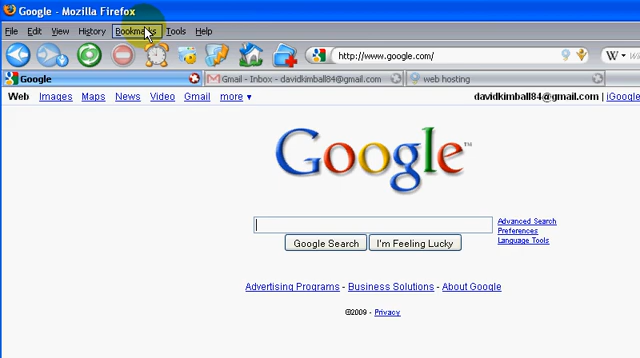 Google - Mozilla Firefox
File Edit View History Bookmarks Tools Help
http://www.google.com/
Google Gmail - Inbox - davidkimball84@gmail.com web hosting
Web Images Maps News Video Gmail more ▼ davidkimball84@gmail.com | iGoogle
Google™
Advanced Search
Preferences
Language Tools
Google Search I'm Feeling Lucky
Advertising Programs - Business Solutions - About Google
©2009 - Privacy